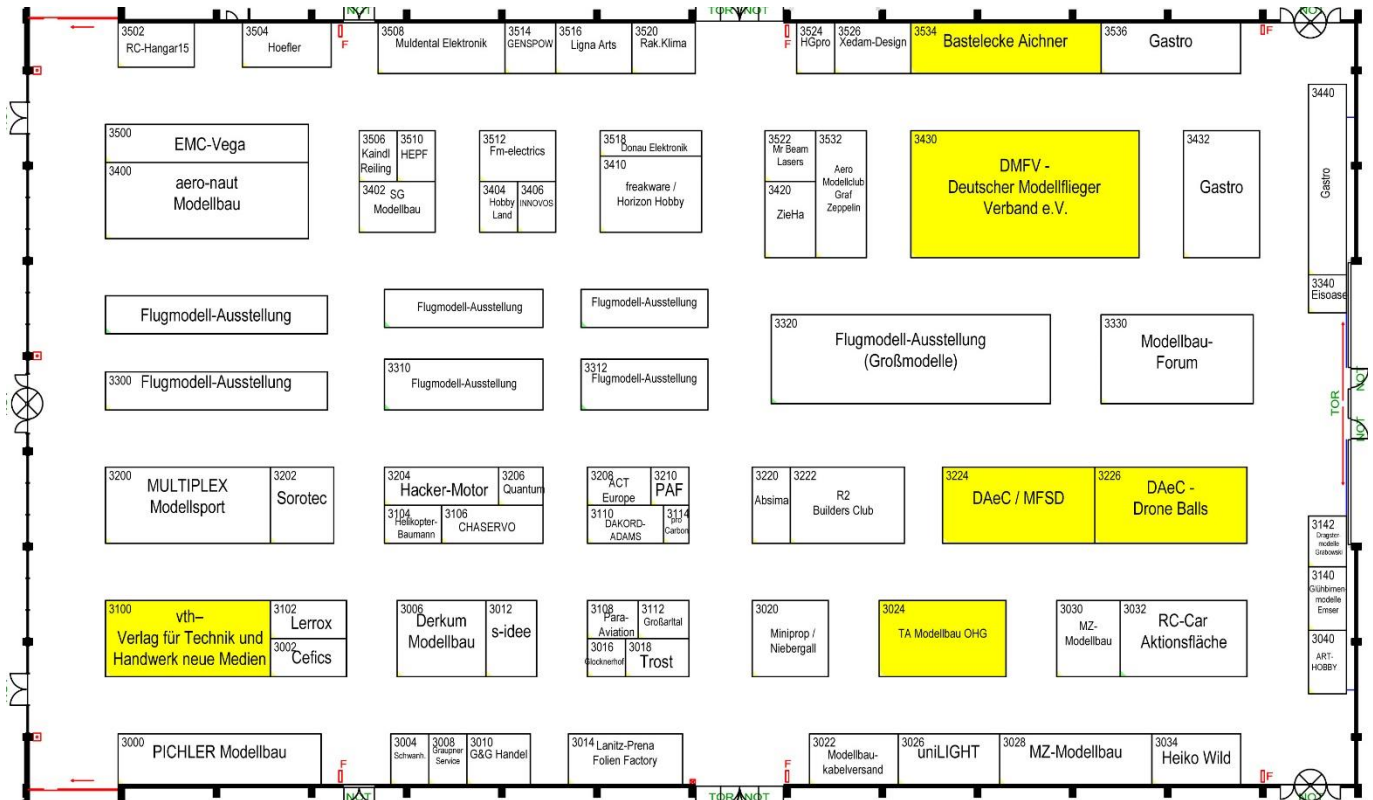 NOT
TOR NOT
NOT
3502
RC-Hangar15
3504
Hoefler
F
3508
Muldental Elektronik
3514
GENSPOW
3516
Ligna Arts
3520
Rak.Klima
F
3524
HGpro
3526
Xedam-Design
3534
Bastelecke Aichner
3536
Gastro
F
3440
Gastro
3340
Eisoase
3500
EMC-Vega
3400
aero-naut
Modellbau
3506
Kaindl
Reiling
3510
HEPF
3402 SG
Modellbau
3512
Fm-electrics
3404
Hobby
Land
3406
INNOVOS
3518
Donau Elektronik
3410
freakware /
Horizon Hobby
3522
Mr Beam
Lasers
3420
ZieHa
3532
Aero
Modellclub
Graf
Zeppelin
3430
DMFV -
Deutscher Modellflieger
Verband e.V.
3432
Gastro
Flugmodell-Ausstellung
Flugmodell-Ausstellung
Flugmodell-Ausstellung
3320
Flugmodell-Ausstellung
(Großmodelle)
3330
Modellbau-
Forum
3300 Flugmodell-Ausstellung
3310
Flugmodell-Ausstellung
3312
Flugmodell-Ausstellung
TOR
NOT
NOT
3200
MULTIPLEX
Modellsport
3202
Sorotec
3204
Hacker-Motor
3206
Quantum
3104
Helikopter-
Baumann
3106
CHASERVO
3208
ACT
Europe
3210
PAF
3110
DAKORD-
ADAMS
3114
pro
Carbon
3220
Absima
3222
R2
Builders Club
3224
DAeC / MFSD
3226
DAeC -
Drone Balls
3142
Dragster-
modelle
Grabowski
3140
Glühbirnen
modelle
Emser
3040
ART-
HOBBY
3100
vth–
Verlag für Technik und
Handwerk neue Medien
3102
Lerrox
3002
Cefics
3006
Derkum
Modellbau
3012
s-idee
3108
Para-
Aviation
3112
Großarltal
3016
Glocknerhof
3018
Trost
3020
Miniprop /
Niebergall
3024
TA Modellbau OHG
3030
MZ-
Modellbau
3032
RC-Car
Aktionsfläche
3000
PICHLER Modellbau
F
3004
Schwanh.
3008
Graupner
Service
3010
G&G Handel
3014 Lanitz-Prena
Folien Factory
F
3022
Modellbau-
kabelversand
3026
uniLIGHT
3028
MZ-Modellbau
3034
Heiko Wild
F
NOT
TOR NOT
NOT